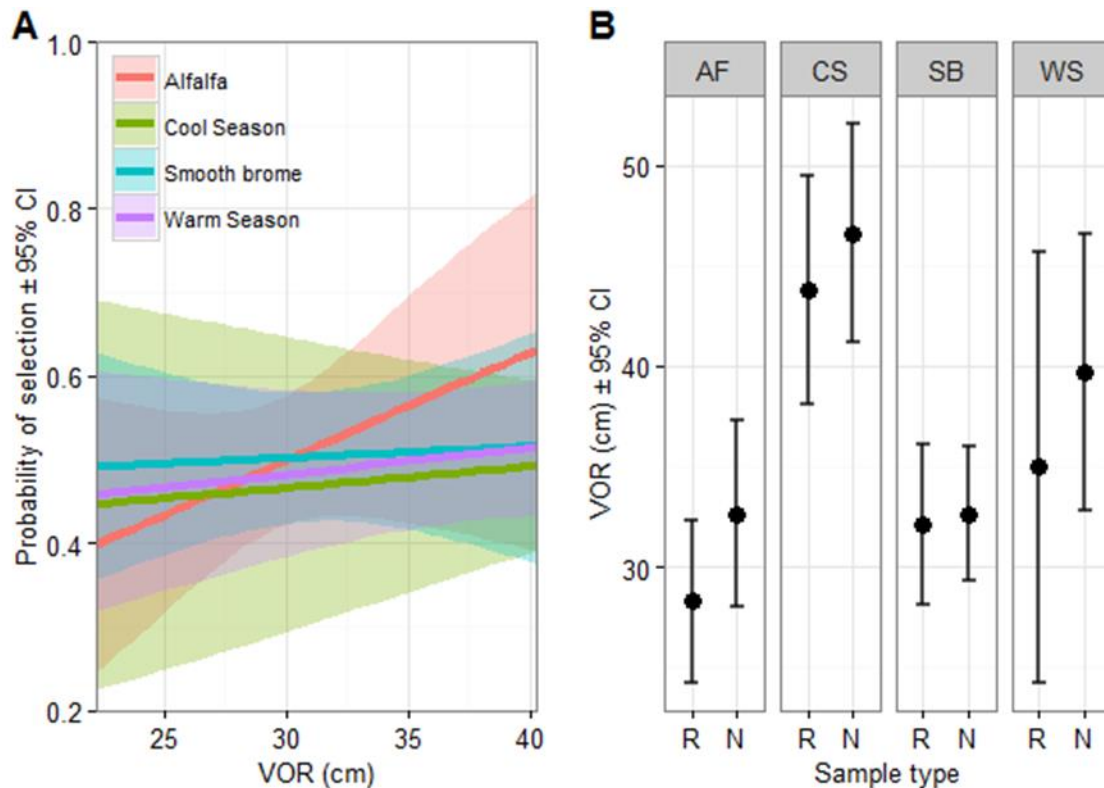 A
Probability of selection ± 95% CI
1.0
0.8
0.6
0.4
0.2
Alfalfa
Cool Season
Smooth brome
Warm Season
25
30
35
40
VOR (cm)
B
VOR (cm) ± 95% CI
50
40
30
AF
CS
SB
WS
R N
R N
R N
R N
Sample type